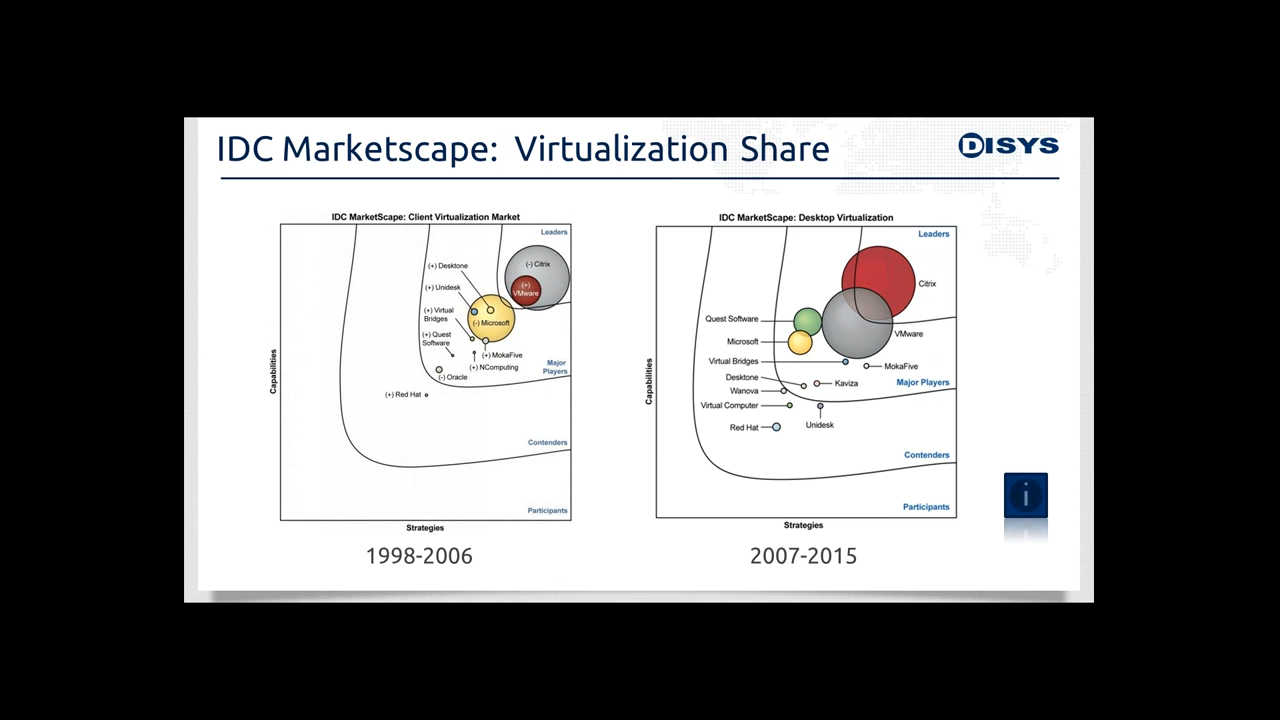 IDC Marketscape: Virtualization Share
DISYS
IDC MarketScape: Client Virtualization Market
Leaders
(+) Desktone
(-) Citrix
(+) Unidesk
(+)
VMware
(+) Virtual
Bridges
(-) Microsoft
(+) Quest
Software
(+) MokaFive
(+) NComputing
Major
Players
(-) Oracle
(+) Red Hat
Contenders
Participants
Capabilities
Strategies
1998-2006
IDC MarketScape: Desktop Virtualization
Leaders
Citrix
Quest Software
VMware
Microsoft
Virtual Bridges
MokaFive
Desktone
Kaviza
Major Players
Wanova
Virtual Computer
Unidesk
Red Hat
Contenders
Participants
Capabilities
Strategies
2007-2015
i